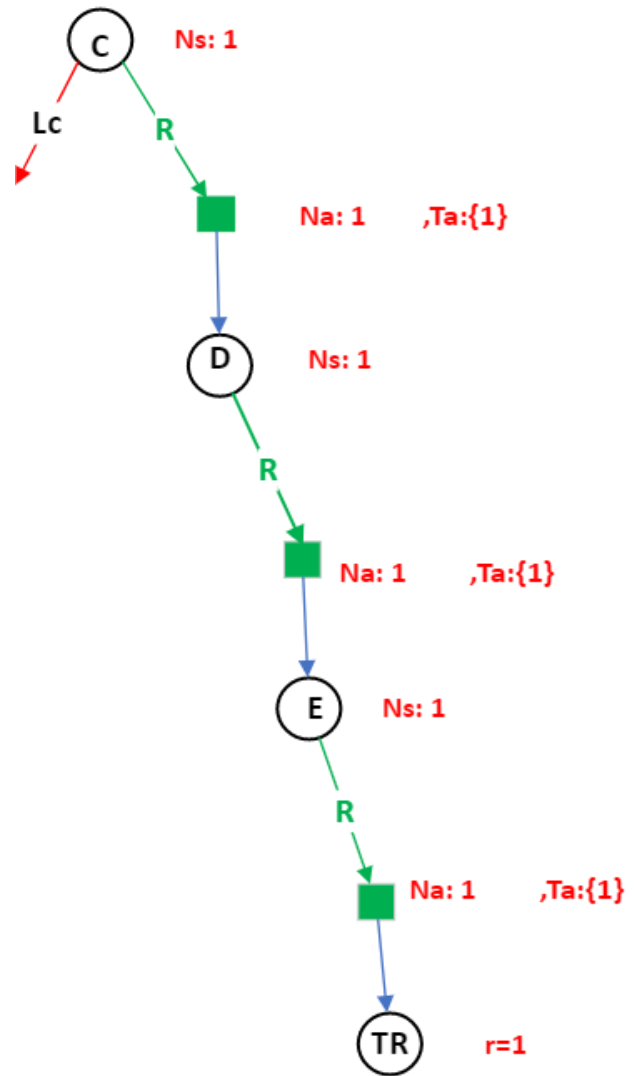 C Ns: 1
Lc R
Na: 1 ,Ta:{1}
D Ns: 1
R
Na: 1 ,Ta:{1}
E Ns: 1
R
Na: 1 ,Ta:{1}
TR r=1